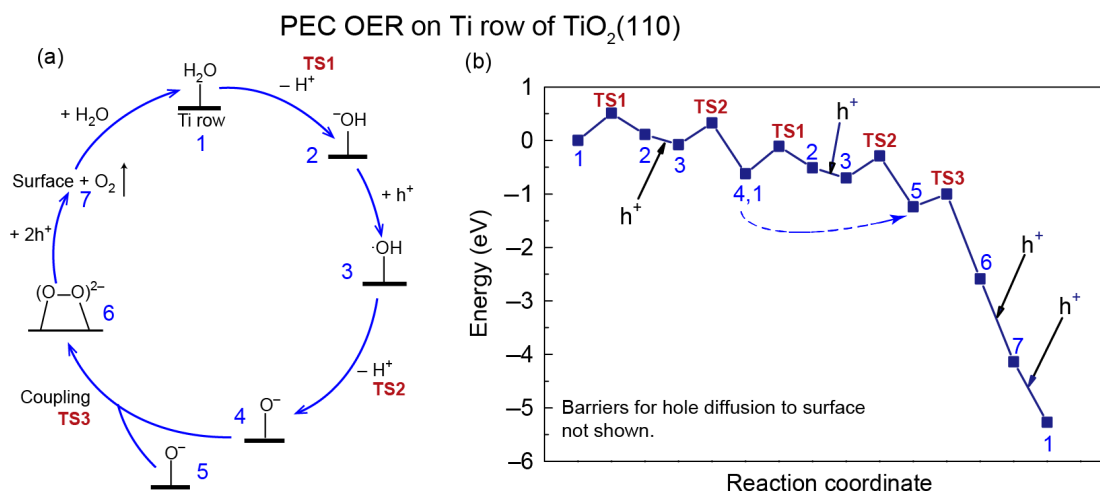 PEC OER on Ti row of TiO₂(110)
(a)
H₂O
TS1
– H⁺
Ti row
1
⁻OH
2
+ h⁺
·OH
3
– H⁺
TS2
O⁻
4
O⁻
5
Coupling
TS3
(O–O)²⁻
6
+ 2h⁺
Surface + O₂
7
+ H₂O
(b)
Energy (eV)
1
0
–1
–2
–3
–4
–5
–6
TS1
TS2
TS1
h⁺
TS2
1
2
3
2
3
h⁺
4,1
5
TS3
6
h⁺
h⁺
7
1
Barriers for hole diffusion to surface
not shown.
Reaction coordinate